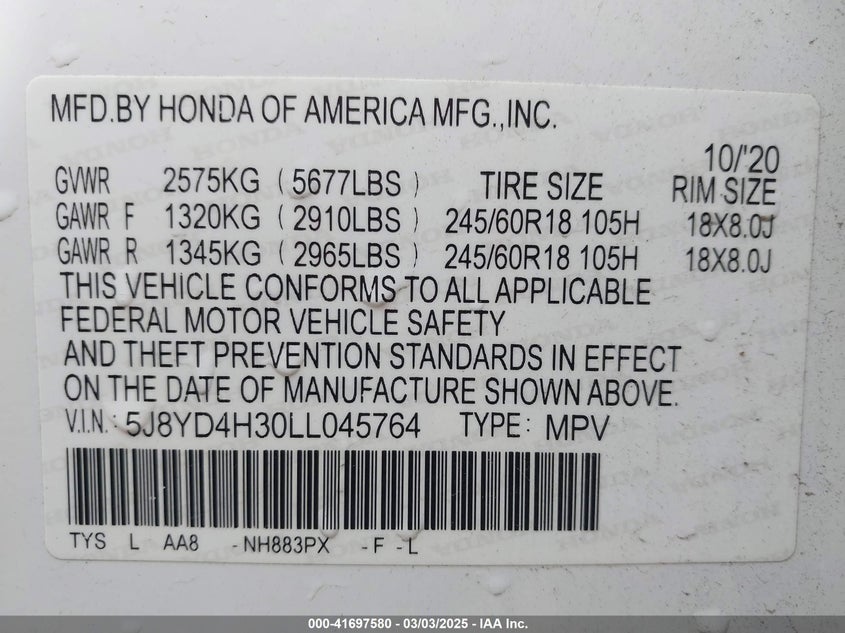 MFD.BY HONDA OF AMERICA MFG.,INC.
10/'20
GVWR 2575KG (5677LBS) TIRE SIZE RIM SIZE
GAWR F 1320KG (2910LBS) 245/60R18 105H 18X8.0J
GAWR R 1345KG (2965LBS) 245/60R18 105H 18X8.0J
THIS VEHICLE CONFORMS TO ALL APPLICABLE
FEDERAL MOTOR VEHICLE SAFETY
AND THEFT PREVENTION STANDARDS IN EFFECT
ON THE DATE OF MANUFACTURE SHOWN ABOVE.
V.I.N.: 5J8YD4H30LL045764 TYPE: MPV
TYS L AA8 -NH883PX -F -L
000-41697580 - 03/03/2025 - IAA Inc.